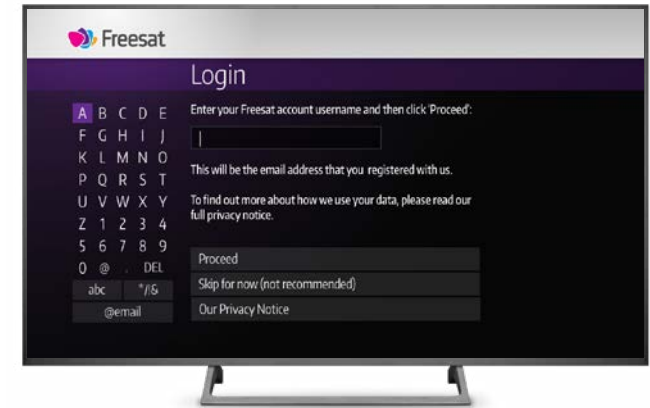 Freesat
Login
Enter your Freesat account username and then click 'Proceed':
This will be the email address that you registered with us.
To find out more about how we use your data, please read our
full privacy notice.
A B C D E
F G H I J
K L M N O
P Q R S T
U V W X Y
Z 1 2 3 4
5 6 7 8 9
0 @ . DEL
abc */!&
@email
Proceed
Skip for now (not recommended)
Our Privacy Notice